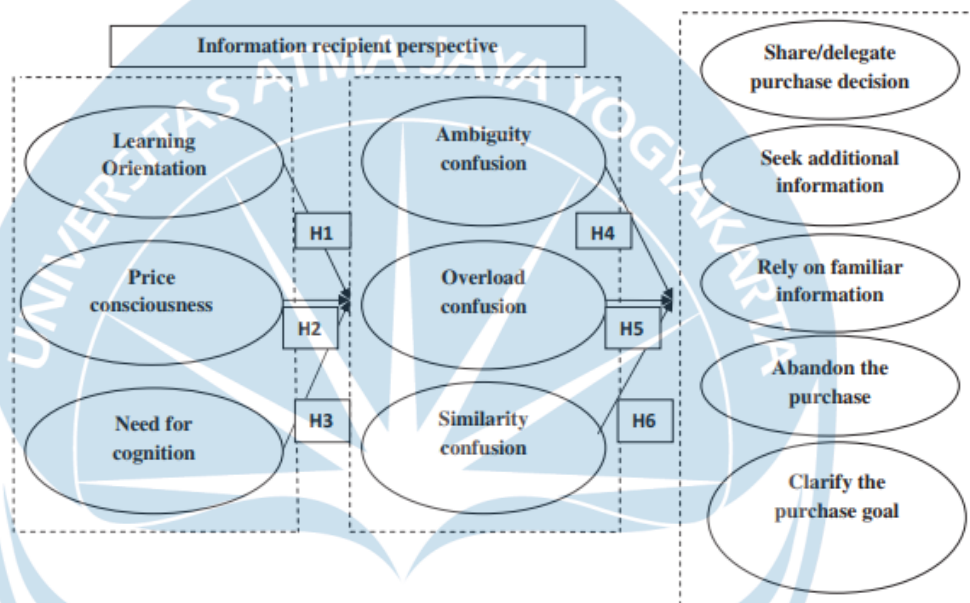 Information recipient perspective
UNIVERSITAS ATMA JAYA YOGYAKARTA
Learning
Orientation
Price
consciousness
Need for
cognition
H1
H2
H3
Ambiguity
confusion
Overload
confusion
Similarity
confusion
H4
H5
H6
Share/delegate
purchase decision
Seek additional
information
Rely on familiar
information
Abandon the
purchase
Clarify the
purchase goal